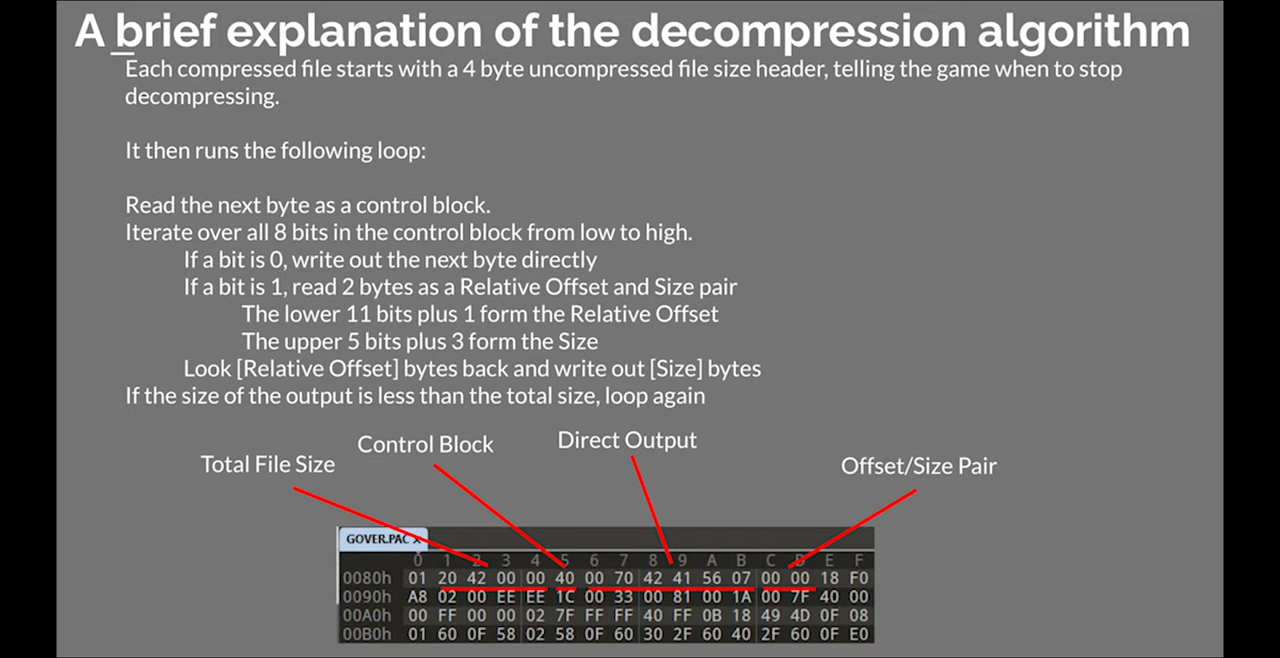 A brief explanation of the decompression algorithm
Each compressed file starts with a 4 byte uncompressed file size header, telling the game when to stop
decompressing.
It then runs the following loop:
Read the next byte as a control block.
Iterate over all 8 bits in the control block from low to high.
If a bit is 0, write out the next byte directly
If a bit is 1, read 2 bytes as a Relative Offset and Size pair
The lower 11 bits plus 1 form the Relative Offset
The upper 5 bits plus 3 form the Size
Look [Relative Offset] bytes back and write out [Size] bytes
If the size of the output is less than the total size, loop again
Total File Size
Control Block
Direct Output
Offset/Size Pair
GOVER.PAC x
0 1 2 3 4 5 6 7 8 9 A B C D E F
0080h 01 20 42 00 00 40 00 70 42 41 56 07 00 00 18 F0
0090h A8 02 00 EE EE 1C 00 33 00 81 00 1A 00 7F 40 00
00A0h 00 FF 00 00 02 7F FF FF 40 FF 0B 18 49 4D 0F 08
00B0h 01 60 0F 58 02 58 0F 60 30 2F 60 40 2F 60 0F E0